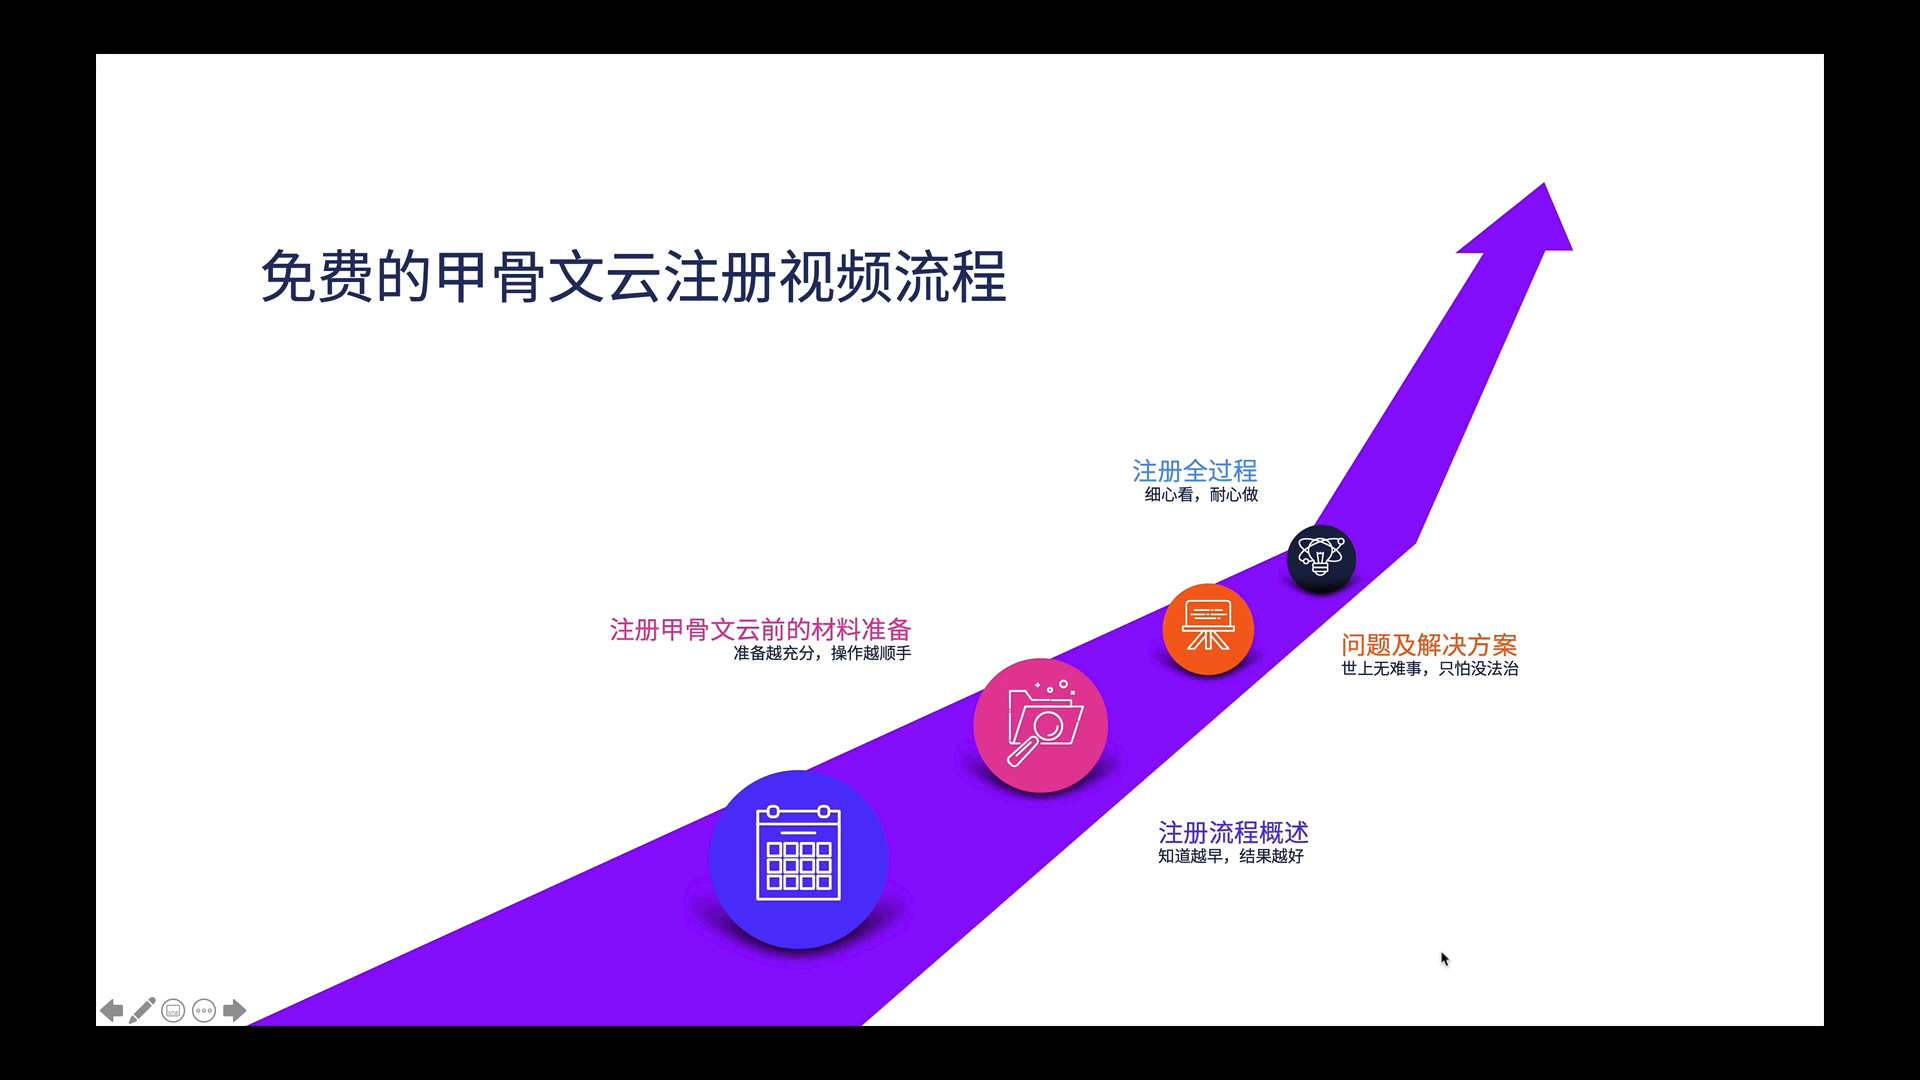 免费的甲骨文云注册视频流程
注册全过程
细心看，耐心做
注册甲骨文云前的材料准备
准备越充分，操作越顺手
问题及解决方案
世上无难事，只怕没法治
注册流程概述
知道越早，结果越好